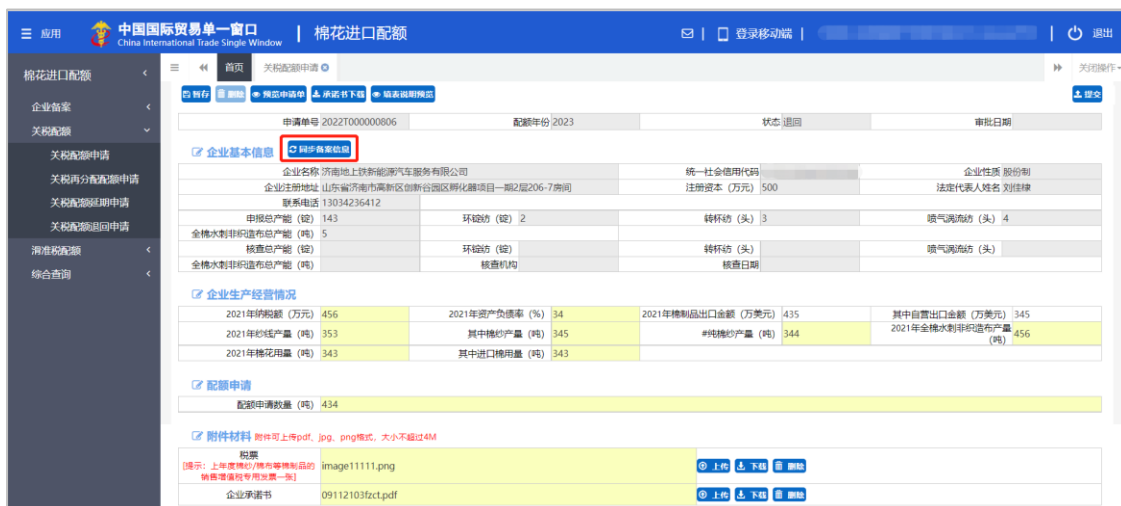 应用 中国国际贸易单一窗口 | 棉花进口配额 | 登录移动端 | | 退出
China International Trade Single Window
棉花进口配额 首页 关税配额申请 关闭操作
暂存 删除 预览申请单 承诺书下载 填表说明预览 提交
企业备案
关税配额
关税配额申请
关税再分配配额申请
关税配额延期申请
关税配额退回申请
滑准税配额
综合查询
申请单号 2022T000000806 配额年份 2023 状态 退回 审批日期
企业基本信息 同步备案信息
企业名称 济南地上铁新能源汽车服务有限公司 统一社会信用代码 企业性质 股份制
企业注册地址 山东省济南市高新区创新谷园区孵化器项目一期2层206-7房间 注册资本（万元） 500 法定代表人姓名 刘佳棣
联系电话 13034236412
申报总产能（锭） 143 环锭纺（锭） 2 转杯纺（头） 3 喷气涡流纺（头） 4
全棉水刺非织造布总产能（吨） 5
核查总产能（锭） 环锭纺（锭） 转杯纺（头） 喷气涡流纺（头）
全棉水刺非织造布总产能（吨） 核查机构 核查日期
企业生产经营情况
2021年纳税额（万元） 456 2021年资产负债率（%） 34 2021年棉制品出口金额（万美元） 435 其中自营出口金额（万美元） 345
2021年纱线产量（吨） 353 其中棉纱产量（吨） 345 #纯棉纱产量（吨） 344 2021年全棉水刺非织造布产量（吨） 456
2021年棉花用量（吨） 343 其中进口棉用量（吨） 343
配额申请
配额申请数量（吨） 434
附件材料 附件可上传pdf、jpg、png格式，大小不超过4M
税票
[提示：上年度棉纱/棉布等棉制品的销售增值税专用发票一张] image11111.png 上传 下载 删除
企业承诺书 09112103fzct.pdf 上传 下载 删除